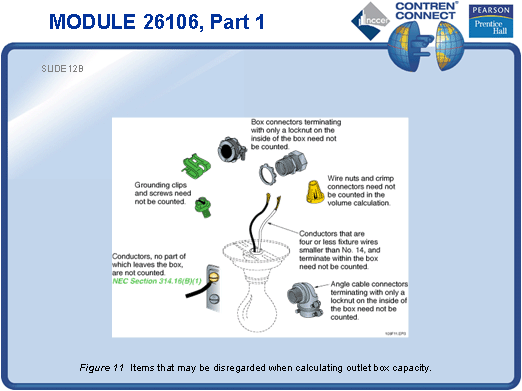 MODULE 26106, Part 1
nccer
CONTREN®
CONNECT
PEARSON
Prentice
Hall
SLIDE 12B
Box connectors terminating
with only a locknut on the
inside of the box need not
be counted.
Grounding clips
and screws need
not be counted.
Wire nuts and crimp
connectors need not
be counted in the
volume calculation.
Conductors that are
four or less fixture wires
smaller than No. 14, and
terminate within the box
need not be counted.
Conductors, no part of
which leaves the box,
are not counted.
NEC Section 314.16(B)(1)
Angle cable connectors
terminating with only a
locknut on the inside of
the box need not be
counted.
Figure 11 Items that may be disregarded when calculating outlet box capacity.